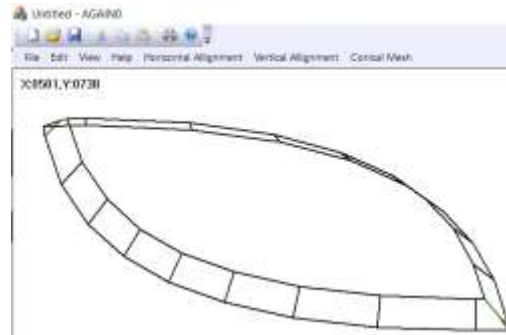 Untitled - AGAIN0
File Edit View Help Horizontal Alignment Vertical Alignment Conical Mesh
X:0501,Y:0730